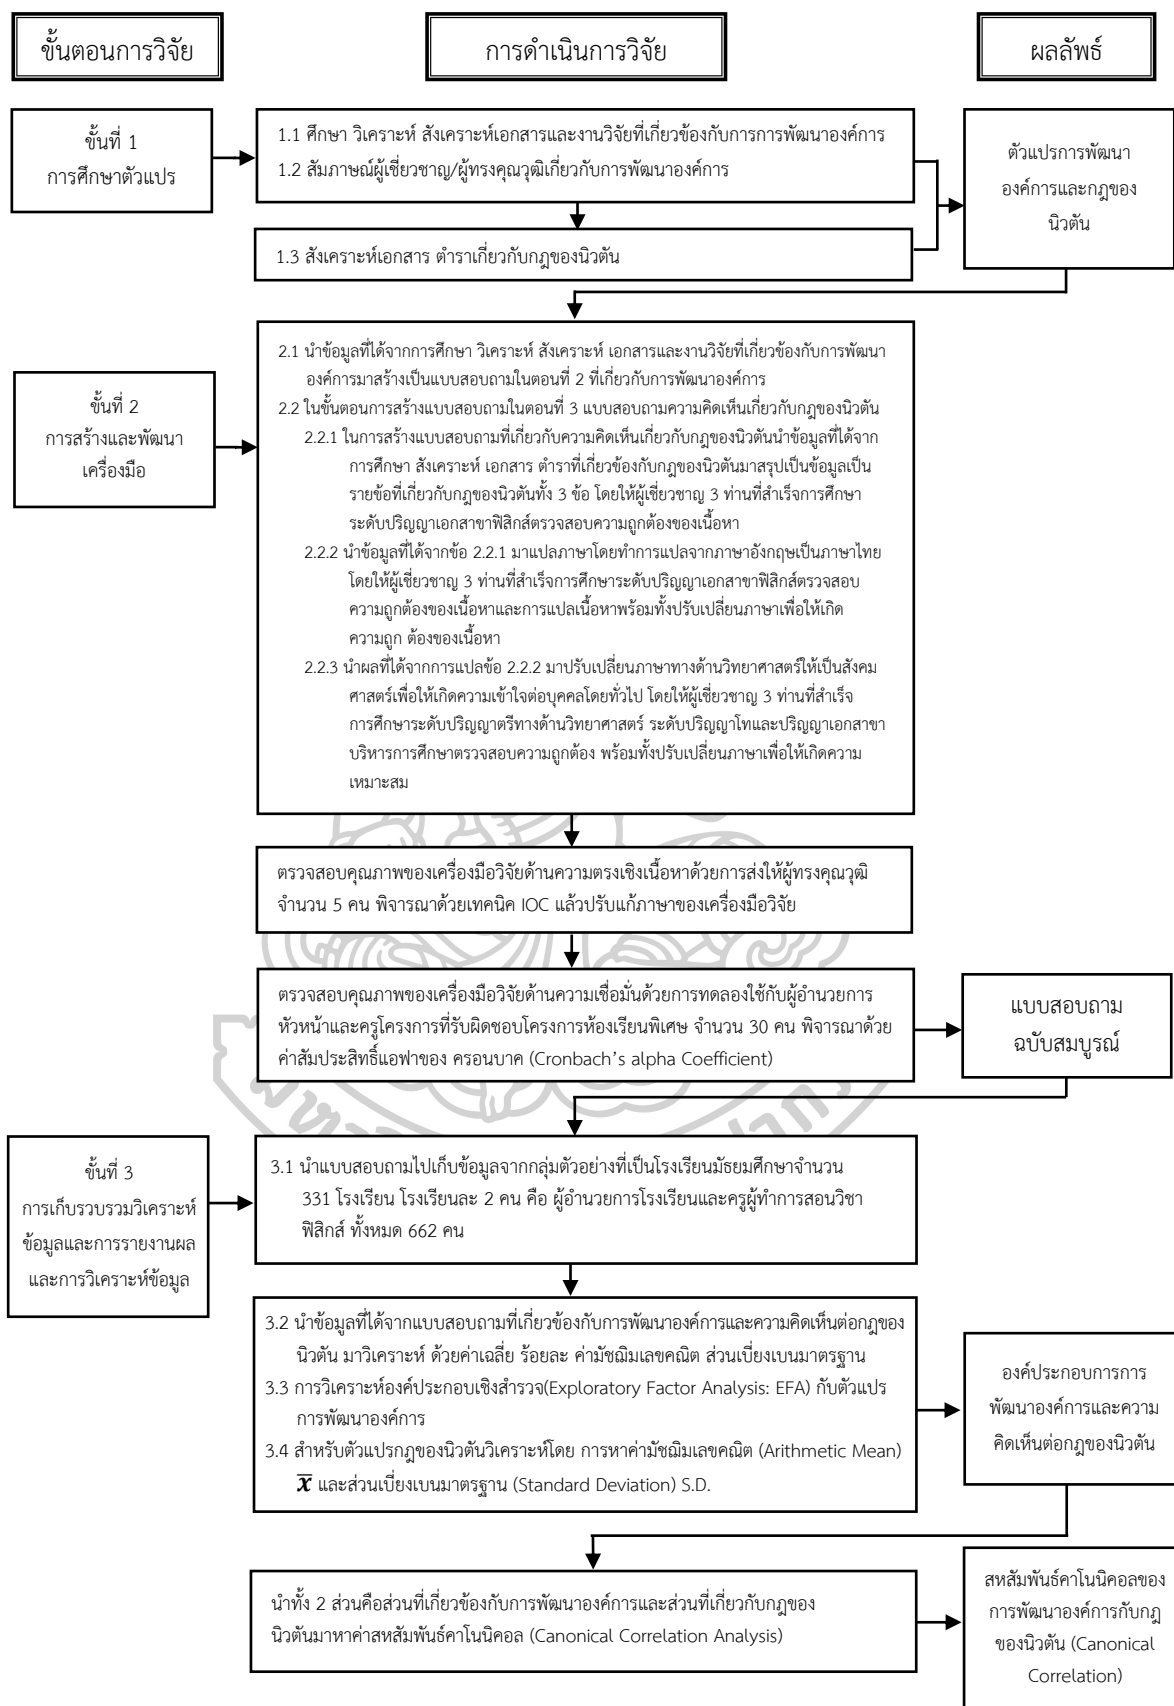 ขั้นตอนการวิจัย
การดำเนินการวิจัย
ผลลัพธ์
ขั้นที่ 1
การศึกษาตัวแปร
1.1 ศึกษา วิเคราะห์ สังเคราะห์เอกสารและงานวิจัยที่เกี่ยวข้องกับการการพัฒนาองค์การ
1.2 สัมภาษณ์ผู้เชี่ยวชาญ/ผู้ทรงคุณวุฒิเกี่ยวกับการพัฒนาองค์การ
1.3 สังเคราะห์เอกสาร ตำราเกี่ยวกับกฎของนิวตัน
ตัวแปรการพัฒนา
องค์การและกฎของ
นิวตัน
ขั้นที่ 2
การสร้างและพัฒนา
เครื่องมือ
2.1 นำข้อมูลที่ได้จากการศึกษา วิเคราะห์ สังเคราะห์ เอกสารและงานวิจัยที่เกี่ยวข้องกับการพัฒนา
องค์การมาสร้างเป็นแบบสอบถามในตอนที่ 2 ที่เกี่ยวกับการพัฒนาองค์การ
2.2 ในขั้นตอนการสร้างแบบสอบถามในตอนที่ 3 แบบสอบถามความคิดเห็นเกี่ยวกับกฎของนิวตัน
2.2.1 ในการสร้างแบบสอบถามที่เกี่ยวกับความคิดเห็นเกี่ยวกับกฎของนิวตันนำข้อมูลที่ได้จาก
การศึกษา สังเคราะห์ เอกสาร ตำราที่เกี่ยวข้องกับกฎของนิวตันมาสรุปเป็นข้อมูลเป็น
รายข้อที่เกี่ยวกับกฎของนิวตันทั้ง 3 ข้อ โดยให้ผู้เชี่ยวชาญ 3 ท่านที่สำเร็จการศึกษา
ระดับปริญญาเอกสาขาฟิสิกส์ตรวจสอบความถูกต้องของเนื้อหา
2.2.2 นำข้อมูลที่ได้จากข้อ 2.2.1 มาแปลภาษาโดยทำการแปลจากภาษาอังกฤษเป็นภาษาไทย
โดยให้ผู้เชี่ยวชาญ 3 ท่านที่สำเร็จการศึกษาระดับปริญญาเอกสาขาฟิสิกส์ตรวจสอบ
ความถูกต้องของเนื้อหาและการแปลเนื้อหาพร้อมทั้งปรับเปลี่ยนภาษาเพื่อให้เกิด
ความถูก ต้องของเนื้อหา
2.2.3 นำผลที่ได้จากการแปลข้อ 2.2.2 มาปรับเปลี่ยนภาษาทางด้านวิทยาศาสตร์ให้เป็นสังคม
ศาสตร์เพื่อให้เกิดความเข้าใจต่อบุคคลโดยทั่วไป โดยให้ผู้เชี่ยวชาญ 3 ท่านที่สำเร็จ
การศึกษาระดับปริญญาตรีทางด้านวิทยาศาสตร์ ระดับปริญญาโทและปริญญาเอกสาขา
บริหารการศึกษาตรวจสอบความถูกต้อง พร้อมทั้งปรับเปลี่ยนภาษาเพื่อให้เกิดความ
เหมาะสม
ตรวจสอบคุณภาพของเครื่องมือวิจัยด้านความตรงเชิงเนื้อหาด้วยการส่งให้ผู้ทรงคุณวุฒิ
จำนวน 5 คน พิจารณาด้วยเทคนิค IOC แล้วปรับแก้ภาษาของเครื่องมือวิจัย
ตรวจสอบคุณภาพของเครื่องมือวิจัยด้านความเชื่อมั่นด้วยการทดลองใช้กับผู้อำนวยการ
หัวหน้าและครูโครงการที่รับผิดชอบโครงการห้องเรียนพิเศษ จำนวน 30 คน พิจารณาด้วย
ค่าสัมประสิทธิ์แอฟาของ ครอนบาค (Cronbach's alpha Coefficient)
แบบสอบถาม
ฉบับสมบูรณ์
ขั้นที่ 3
การเก็บรวบรวมวิเคราะห์
ข้อมูลและการรายงานผล
และการวิเคราะห์ข้อมูล
3.1 นำแบบสอบถามไปเก็บข้อมูลจากกลุ่มตัวอย่างที่เป็นโรงเรียนมัธยมศึกษาจำนวน
331 โรงเรียน โรงเรียนละ 2 คน คือ ผู้อำนวยการโรงเรียนและครูผู้ทำการสอนวิชา
ฟิสิกส์ ทั้งหมด 662 คน
3.2 นำข้อมูลที่ได้จากแบบสอบถามที่เกี่ยวข้องกับการพัฒนาองค์การและความคิดเห็นต่อกฎของ
นิวตัน มาวิเคราะห์ ด้วยค่าเฉลี่ย ร้อยละ ค่ามัชฌิมเลขคณิต ส่วนเบี่ยงเบนมาตรฐาน
3.3 การวิเคราะห์องค์ประกอบเชิงสำรวจ(Exploratory Factor Analysis: EFA) กับตัวแปร
การพัฒนาองค์การ
3.4 สำหรับตัวแปรกฎของนิวตันวิเคราะห์โดย การหาค่ามัชฌิมเลขคณิต (Arithmetic Mean)
x̅ และส่วนเบี่ยงเบนมาตรฐาน (Standard Deviation) S.D.
องค์ประกอบการการ
พัฒนาองค์การและความ
คิดเห็นต่อกฎของนิวตัน
นำทั้ง 2 ส่วนคือส่วนที่เกี่ยวข้องกับการพัฒนาองค์การและส่วนที่เกี่ยวกับกฎของ
นิวตันมาหาค่าสหสัมพันธ์คาโนนิคอล (Canonical Correlation Analysis)
สหสัมพันธ์คาโนนิคอลของ
การพัฒนาองค์การกับกฎ
ของนิวตัน (Canonical
Correlation)